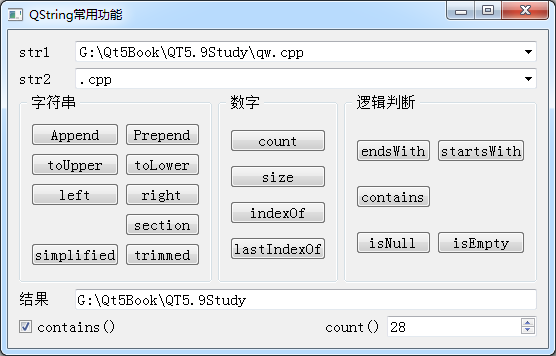 QString常用功能
str1 G:\Qt5Book\QT5.9Study\qw.cpp
str2 .cpp
字符串 数字 逻辑判断
Append Prepend count
endsWith startsWith
toUpper toLower size
left right contains
indexOf
section
isNull isEmpty
simplified trimmed lastIndexOf
结果 G:\Qt5Book\QT5.9Study
contains() count() 28